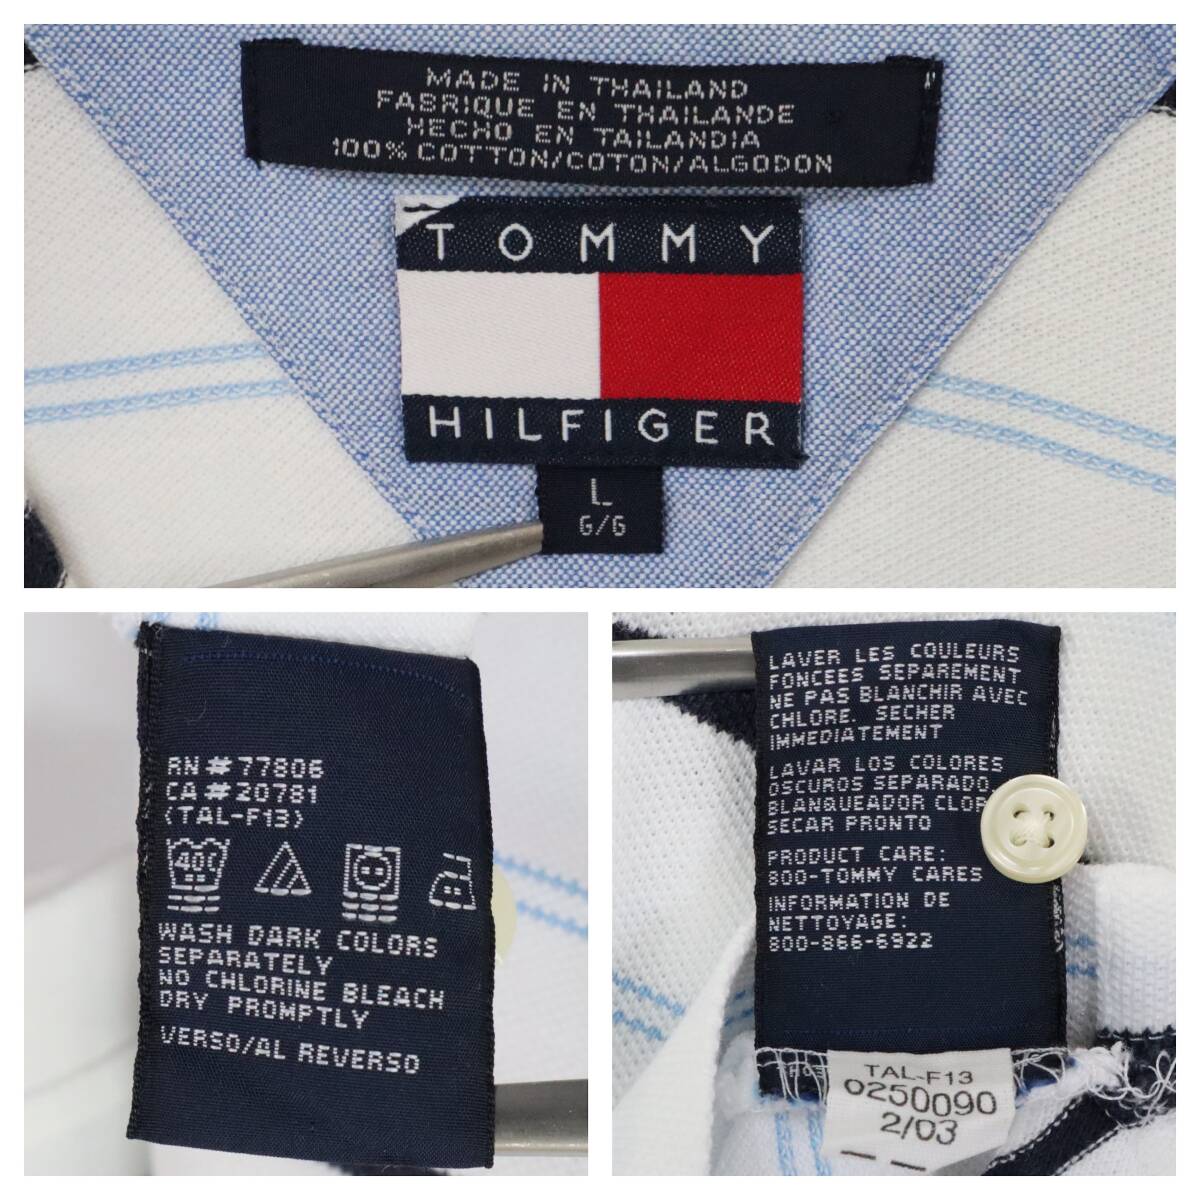 MADE IN THAILAND
FABRIQUE EN THAILANDE
HECHO EN TAILANDIA
100% COTTON/COTON/ALGODON
TOMMY
HILFIGER
L
G/G
RN # 77806
CA # 20781
(TAL-F13)
40C
WASH DARK COLORS
SEPARATELY
NO CHLORINE BLEACH
DRY PROMPTLY
VERSO/AL REVERSO
LAVER LES COULEURS
FONCEES SEPAREMENT
NE PAS BLANCHIR AVEC
CHLORE. SECHER
IMMEDIATEMENT
LAVAR LOS COLORES
OSCUROS SEPARADO
BLANQUEADOR CLOR
SECAR PRONTO
PRODUCT CARE:
800-TOMMY CARES
INFORMATION DE
NETTOYAGE:
800-866-6922
TAL-F13
0250090
2/03